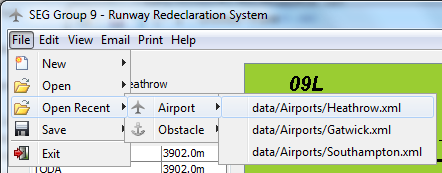 SEG Group 9 - Runway Redeclaration System
File Edit View Email Print Help
New
Open
Open Recent
Save
Exit
Airport
Obstacle
data/Airports/Heathrow.xml
data/Airports/Gatwick.xml
data/Airports/Southampton.xml
eathrow
09L
3902.0m
TODA 3902.0m